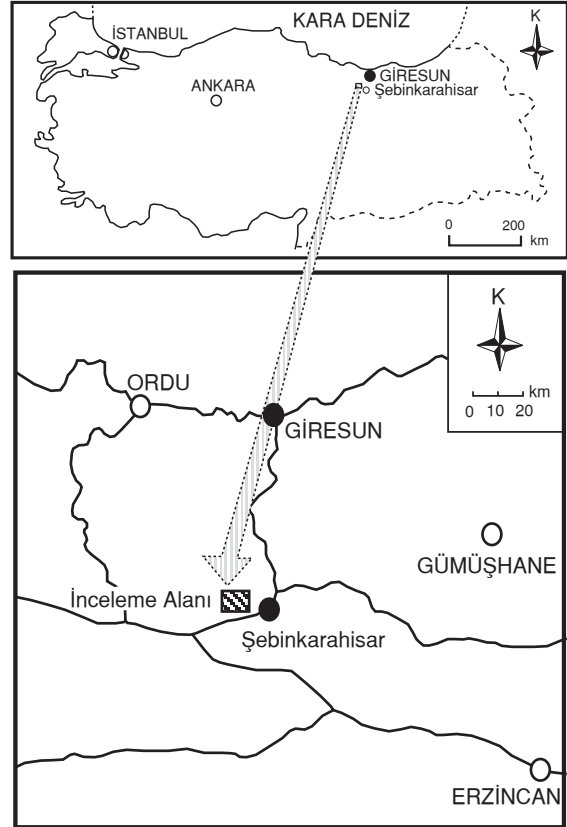 KARA DENİZ
K
İSTANBUL
GİRESUN
Şebinkarahisar
ANKARA
0 200
km
K
km
0 10 20
ORDU
GİRESUN
GÜMÜŞHANE
İnceleme Alanı
Şebinkarahisar
ERZİNCAN